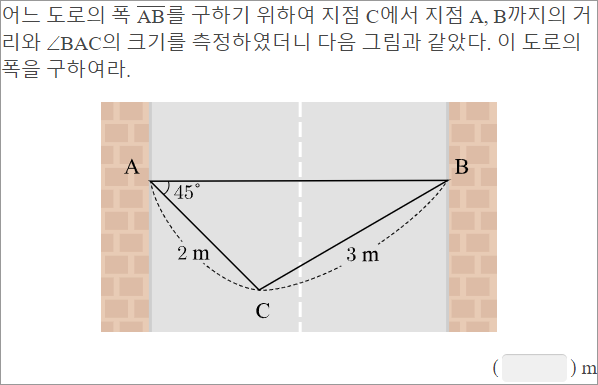 어느 도로의 폭 A͞B를 구하기 위하여 지점 C에서 지점 A, B까지의 거
리와 ∠BAC의 크기를 측정하였더니 다음 그림과 같았다. 이 도로의
폭을 구하여라.
A
B
45°
2 m
3 m
C
( ) m